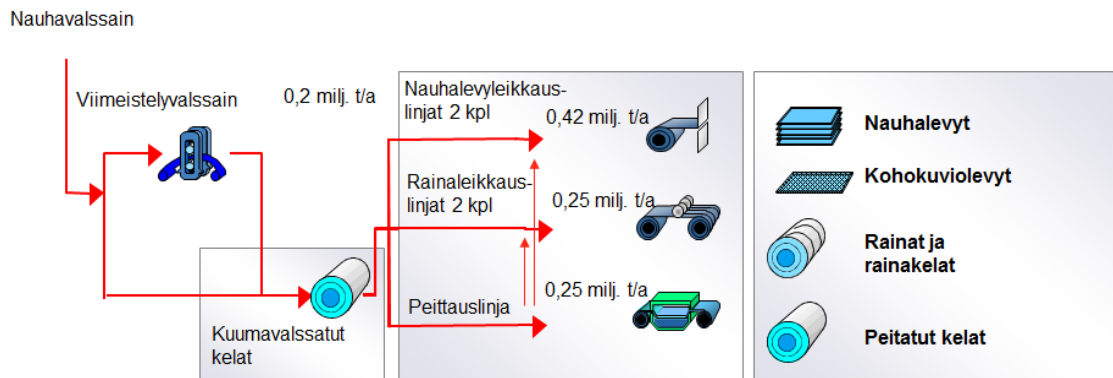 Nauhavalssain
Viimeistelyvalssain
0,2 milj. t/a
Nauhalevyleikkaus-
linjat 2 kpl
0,42 milj. t/a
Rainaleikkaus-
linjat 2 kpl
0,25 milj. t/a
Peittauslinja
0,25 milj. t/a
Kuumavalssatut
kelat
Nauhalevyt
Kohokuviolevyt
Rainat ja
rainakelat
Peitatut kelat